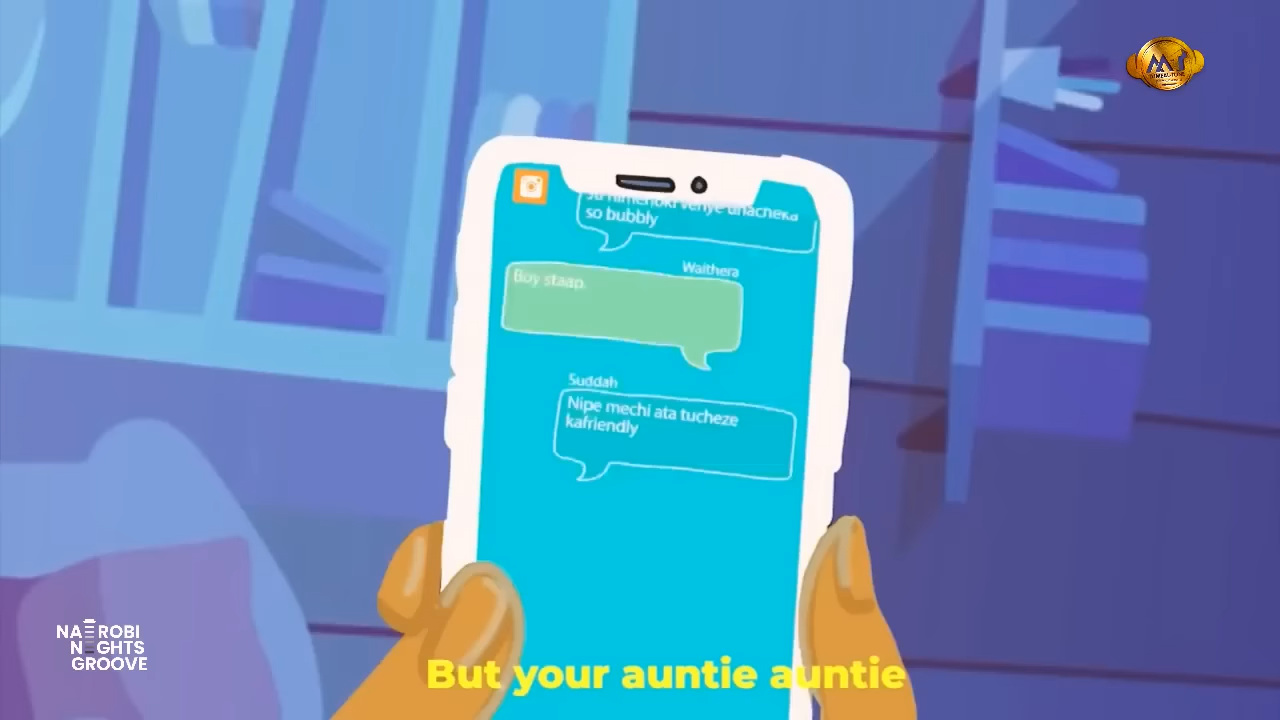 so bubbly
Waithera
Boy staap.
Suddah
Nipe mechi ata tucheze
kafriendly
NAIROBI
NIGHTS
GROOVE
But your auntie auntie